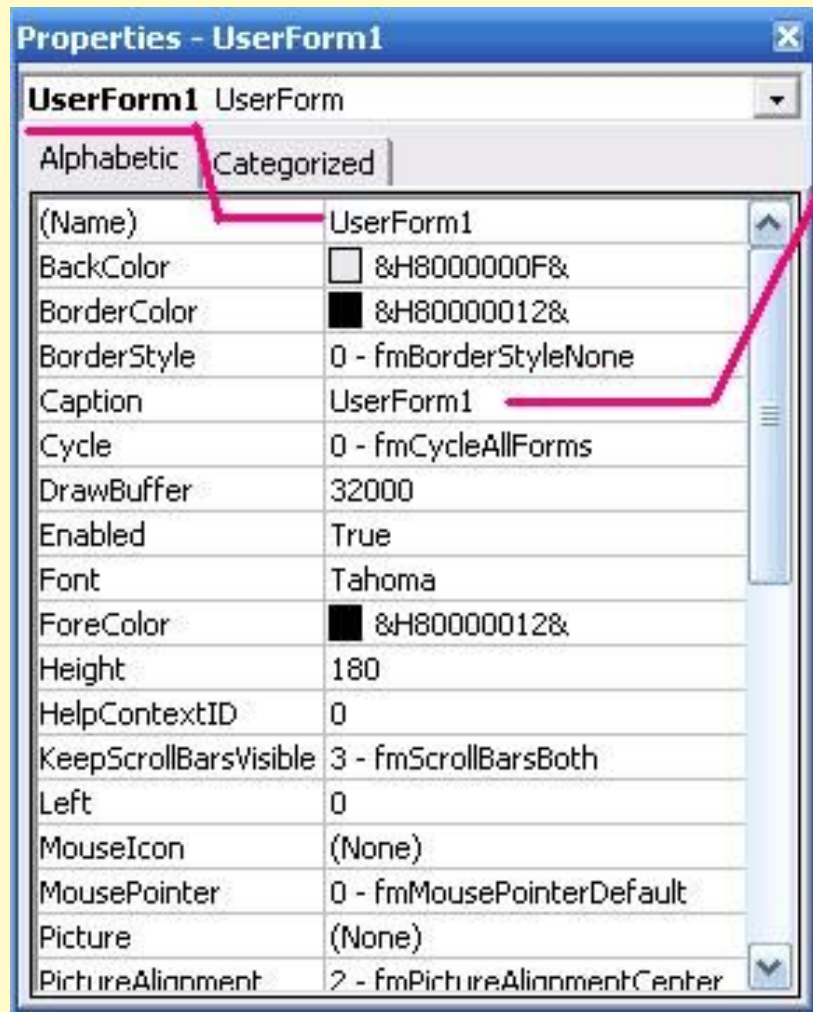 Properties - UserForm1
UserForm1 UserForm
Alphabetic Categorized
(Name) UserForm1
BackColor &H8000000F&
BorderColor &H80000012&
BorderStyle 0 - fmBorderStyleNone
Caption UserForm1
Cycle 0 - fmCycleAllForms
DrawBuffer 32000
Enabled True
Font Tahoma
ForeColor &H80000012&
Height 180
HelpContextID 0
KeepScrollBarsVisible 3 - fmScrollBarsBoth
Left 0
MouseIcon (None)
MousePointer 0 - fmMousePointerDefault
Picture (None)
PictureAlignment 2 - fmPictureAlignmentCenter